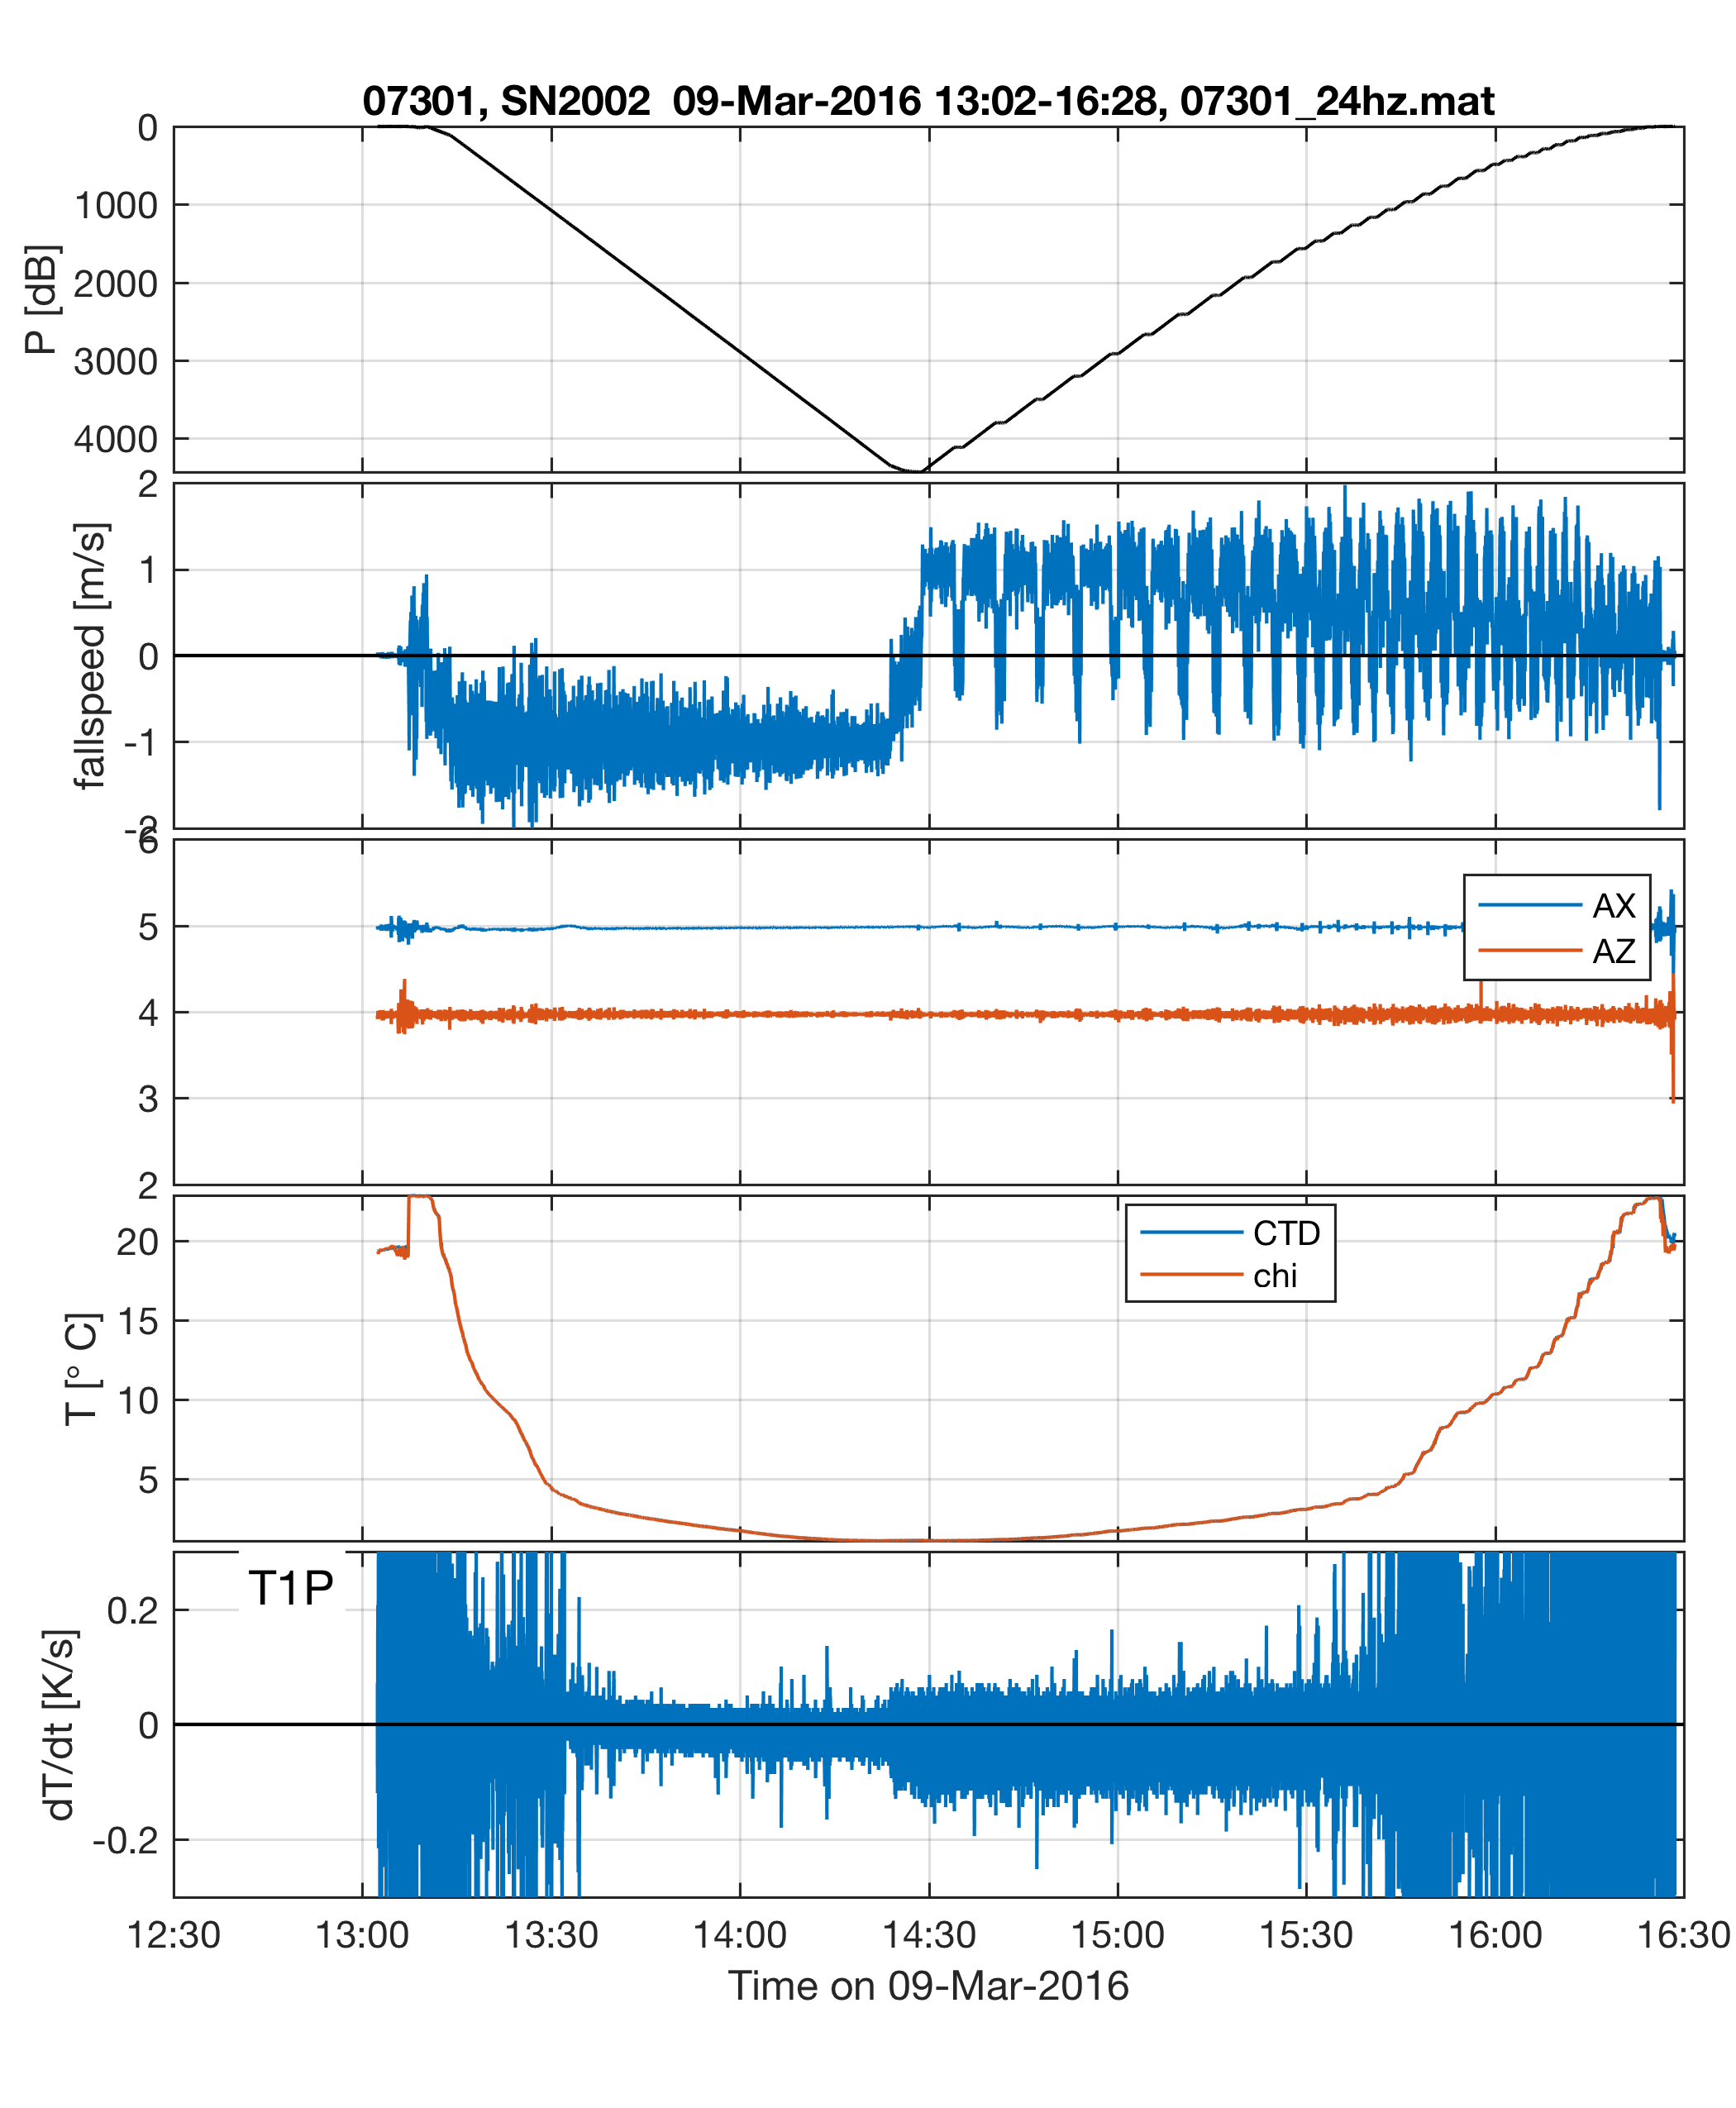 07301, SN2002  09-Mar-2016 13:02-16:28, 07301_24hz.mat
P [dB]
0
1000
2000
3000
4000
fallspeed [m/s]
2
1
0
-1
-2
6
5
4
3
2
AX
AZ
T [° C]
20
15
10
5
CTD
chi
dT/dt [K/s]
T1P
0.2
0
-0.2
12:30
13:00
13:30
14:00
14:30
15:00
15:30
16:00
16:30
Time on 09-Mar-2016